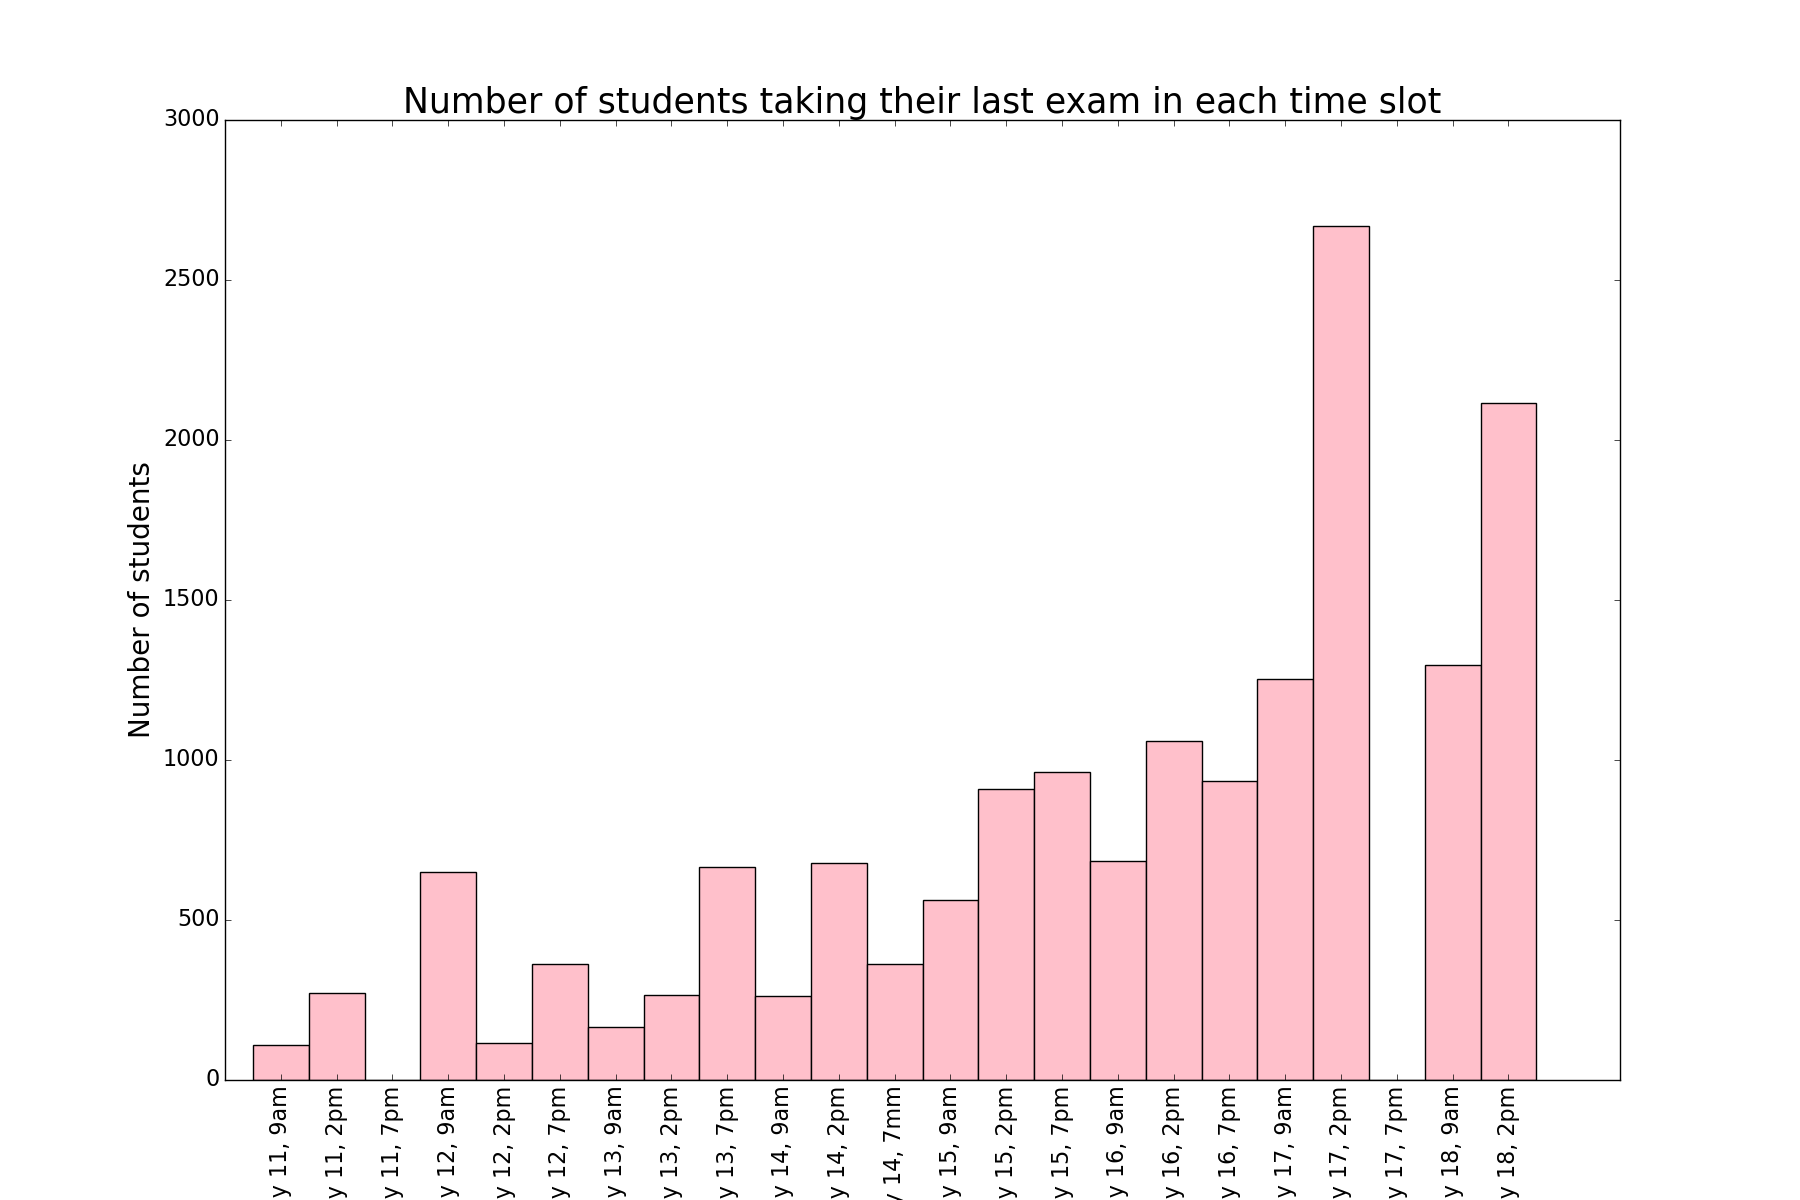 Number of students taking their last exam in each time slot
Number of students
3000
2500
2000
1500
1000
500
0
y 11, 9am
y 11, 2pm
y 11, 7pm
y 12, 9am
y 12, 2pm
y 12, 7pm
y 13, 9am
y 13, 2pm
y 13, 7pm
y 14, 9am
y 14, 2pm
y 14, 7mm
y 15, 9am
y 15, 2pm
y 15, 7pm
y 16, 9am
y 16, 2pm
y 16, 7pm
y 17, 9am
y 17, 2pm
y 17, 7pm
y 18, 9am
y 18, 2pm